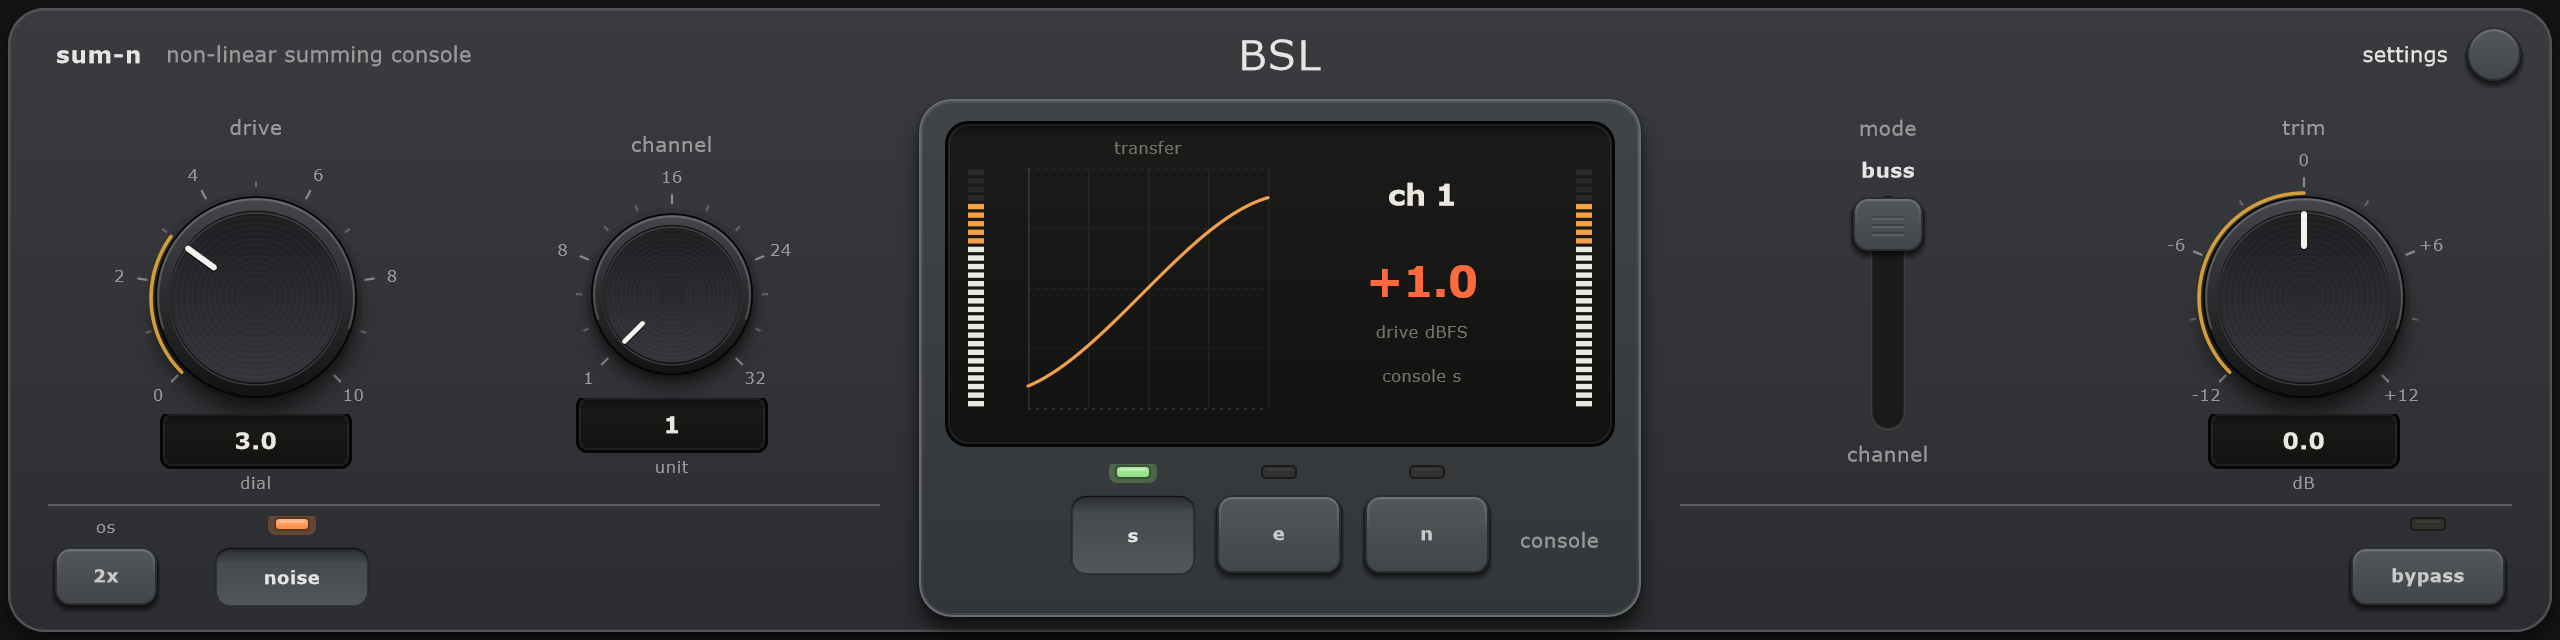 sum-n non-linear summing console
BSL
settings
drive
0 2 4 6 8 10
3.0
dial
channel
1 8 16 24 32
1
unit
transfer
ch 1
+1.0
drive dBFS
console s
mode
buss
channel
trim
-12 -6 0 +6 +12
0.0
dB
os
2x
noise
s e n console
bypass